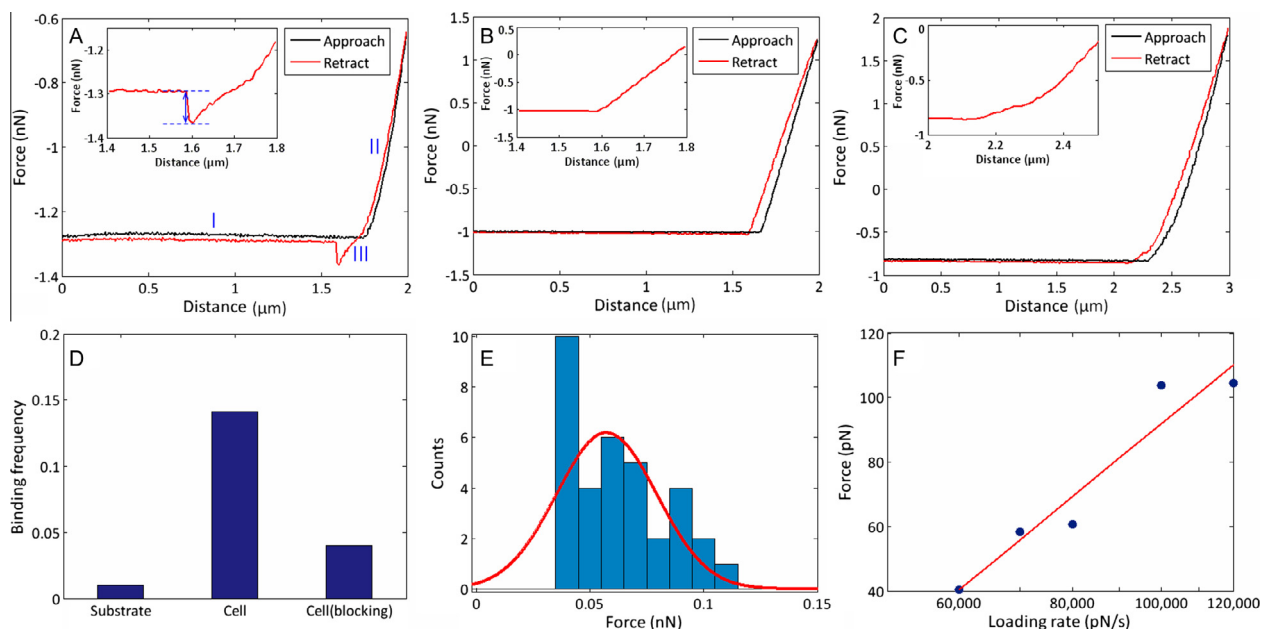 A
Approach
Retract
Force (nN)
-0.6
-0.8
-1
-1.2
-1.4
0
0.5
1
1.5
2
Distance (μm)
I
II
III
Force (nN)
-1.2
-1.3
-1.4
1.4
1.5
1.6
1.7
1.8
Distance (μm)
B
Approach
Retract
Force (nN)
1.5
1
0.5
0
-0.5
-1
-1.5
0
0.5
1
1.5
2
Distance (μm)
Force (nN)
0.5
0
-0.5
-1
-1.5
1.4
1.5
1.6
1.7
1.8
Distance (μm)
C
Approach
Retract
Force (nN)
2
1.5
1
0.5
0
-0.5
-1
0
0.5
1
1.5
2
2.5
3
Distance (μm)
Force (nN)
0
-0.5
-1
2
2.2
2.4
Distance (μm)
D
Binding frequency
0.2
0.15
0.1
0.05
0
Substrate
Cell
Cell(blocking)
E
Counts
10
8
6
4
2
0
0
0.05
0.1
0.15
Force (nN)
F
Force (pN)
120
100
80
60
40
60,000
80,000
100,000
120,000
Loading rate (pN/s)